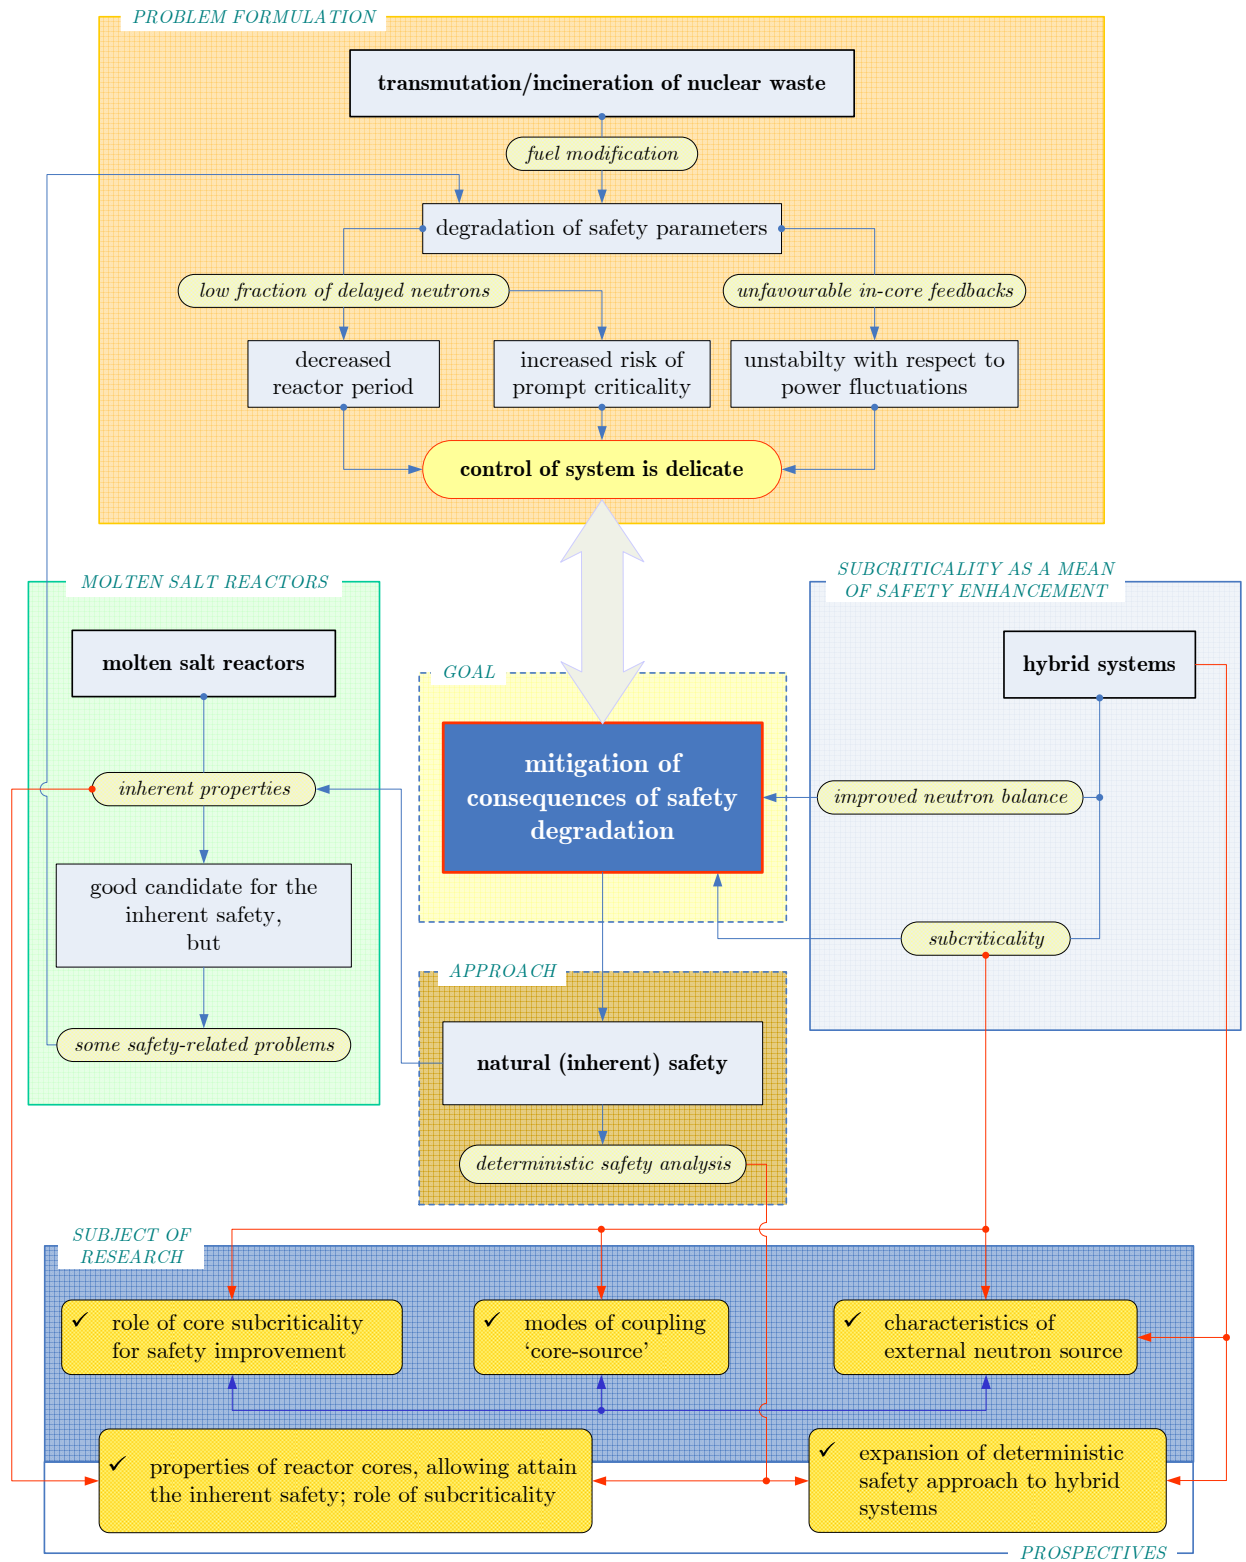 PROBLEM FORMULATION
transmutation/incineration of nuclear waste
fuel modification
degradation of safety parameters
low fraction of delayed neutrons
unfavourable in-core feedbacks
decreased
reactor period
increased risk of
prompt criticality
unstabilty with respect to
power fluctuations
control of system is delicate
MOLTEN SALT REACTORS
molten salt reactors
inherent properties
good candidate for the
inherent safety,
but
some safety-related problems
GOAL
mitigation of
consequences of safety
degradation
SUBCRITICALITY AS A MEAN
OF SAFETY ENHANCEMENT
hybrid systems
improved neutron balance
subcriticality
APPROACH
natural (inherent) safety
deterministic safety analysis
SUBJECT OF
RESEARCH
✓ role of core subcriticality
for safety improvement
✓ modes of coupling
‘core-source’
✓ characteristics of
external neutron source
✓ properties of reactor cores, allowing attain
the inherent safety; role of subcriticality
✓ expansion of deterministic
safety approach to hybrid
systems
PROSPECTIVES